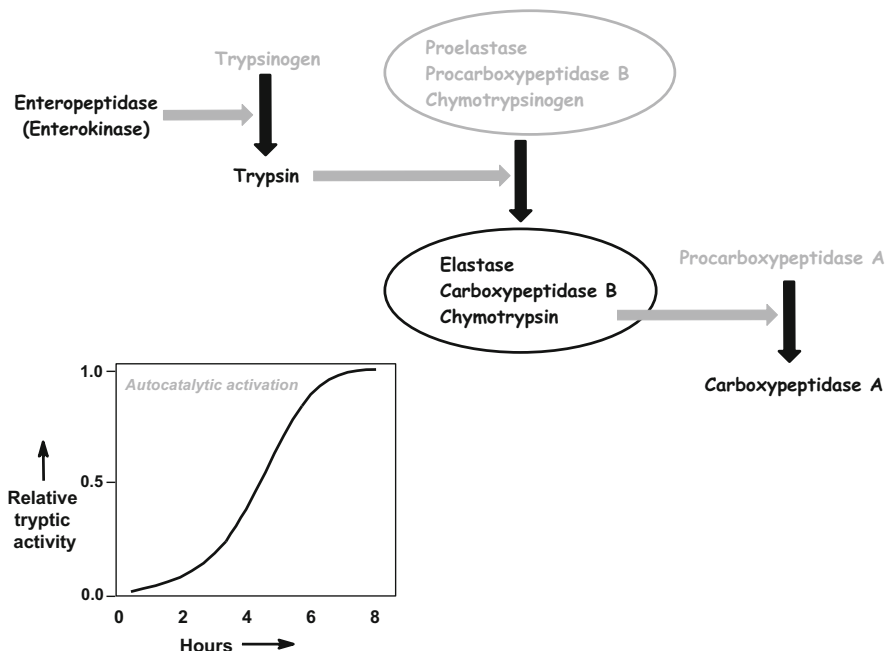 Trypsinogen
Enteropeptidase
(Enterokinase)
Trypsin
Proelastase
Procarboxypeptidase B
Chymotrypsinogen
Elastase
Carboxypeptidase B
Chymotrypsin
Procarboxypeptidase A
Carboxypeptidase A
Autocatalytic activation
1.0
0.5
0.0
Relative
tryptic
activity
0 2 4 6 8
Hours